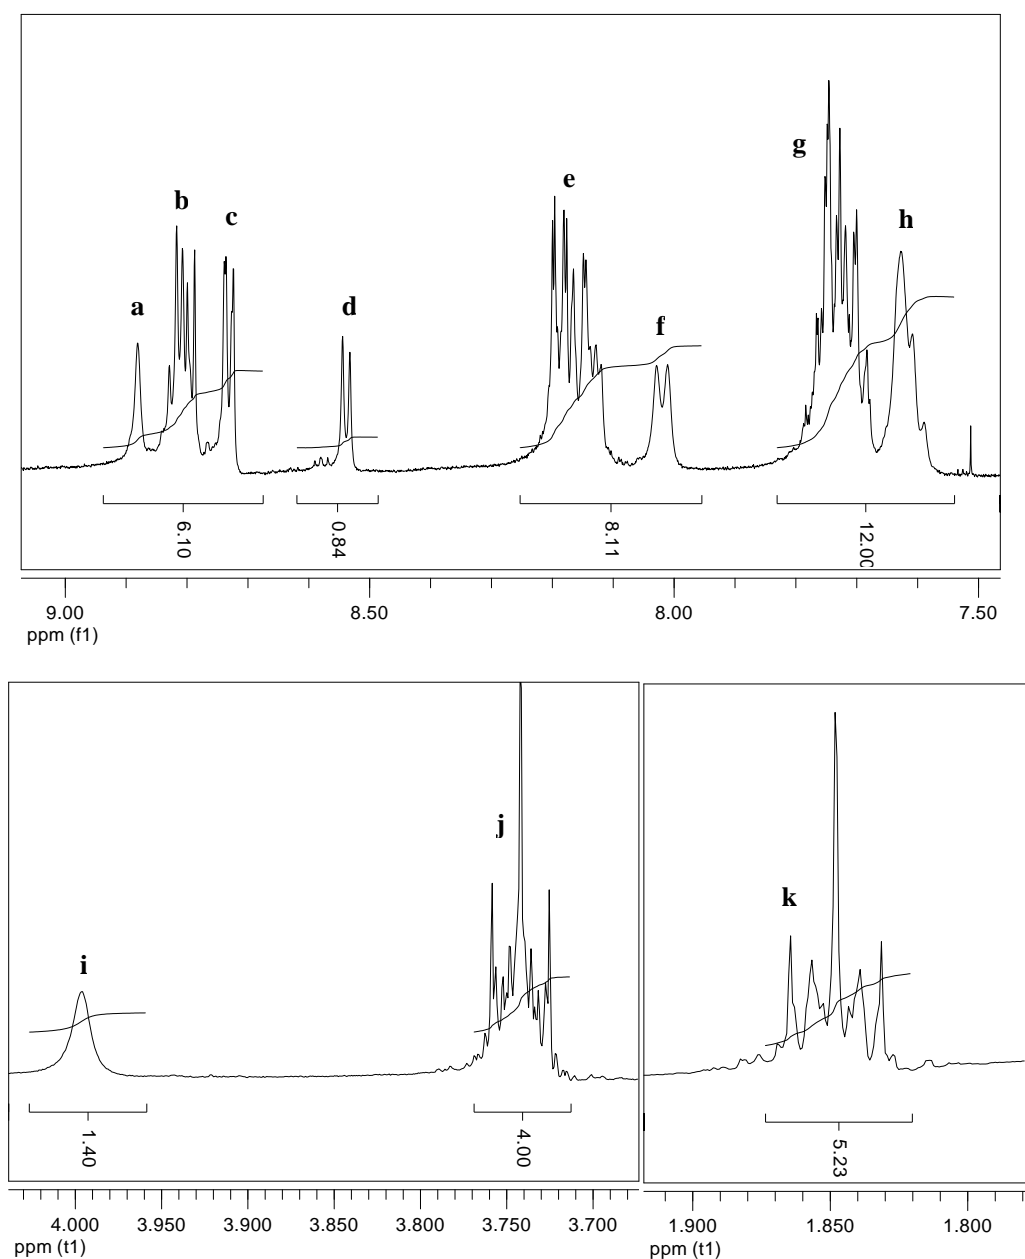 a
b
c
d
e
f
g
h
6.10
0.84
8.11
12.00
9.00 8.50 8.00 7.50
ppm (f1)
i
j
1.40
4.00
4.000 3.950 3.900 3.850 3.800 3.750 3.700
ppm (t1)
k
5.23
1.900 1.850 1.800
ppm (t1)